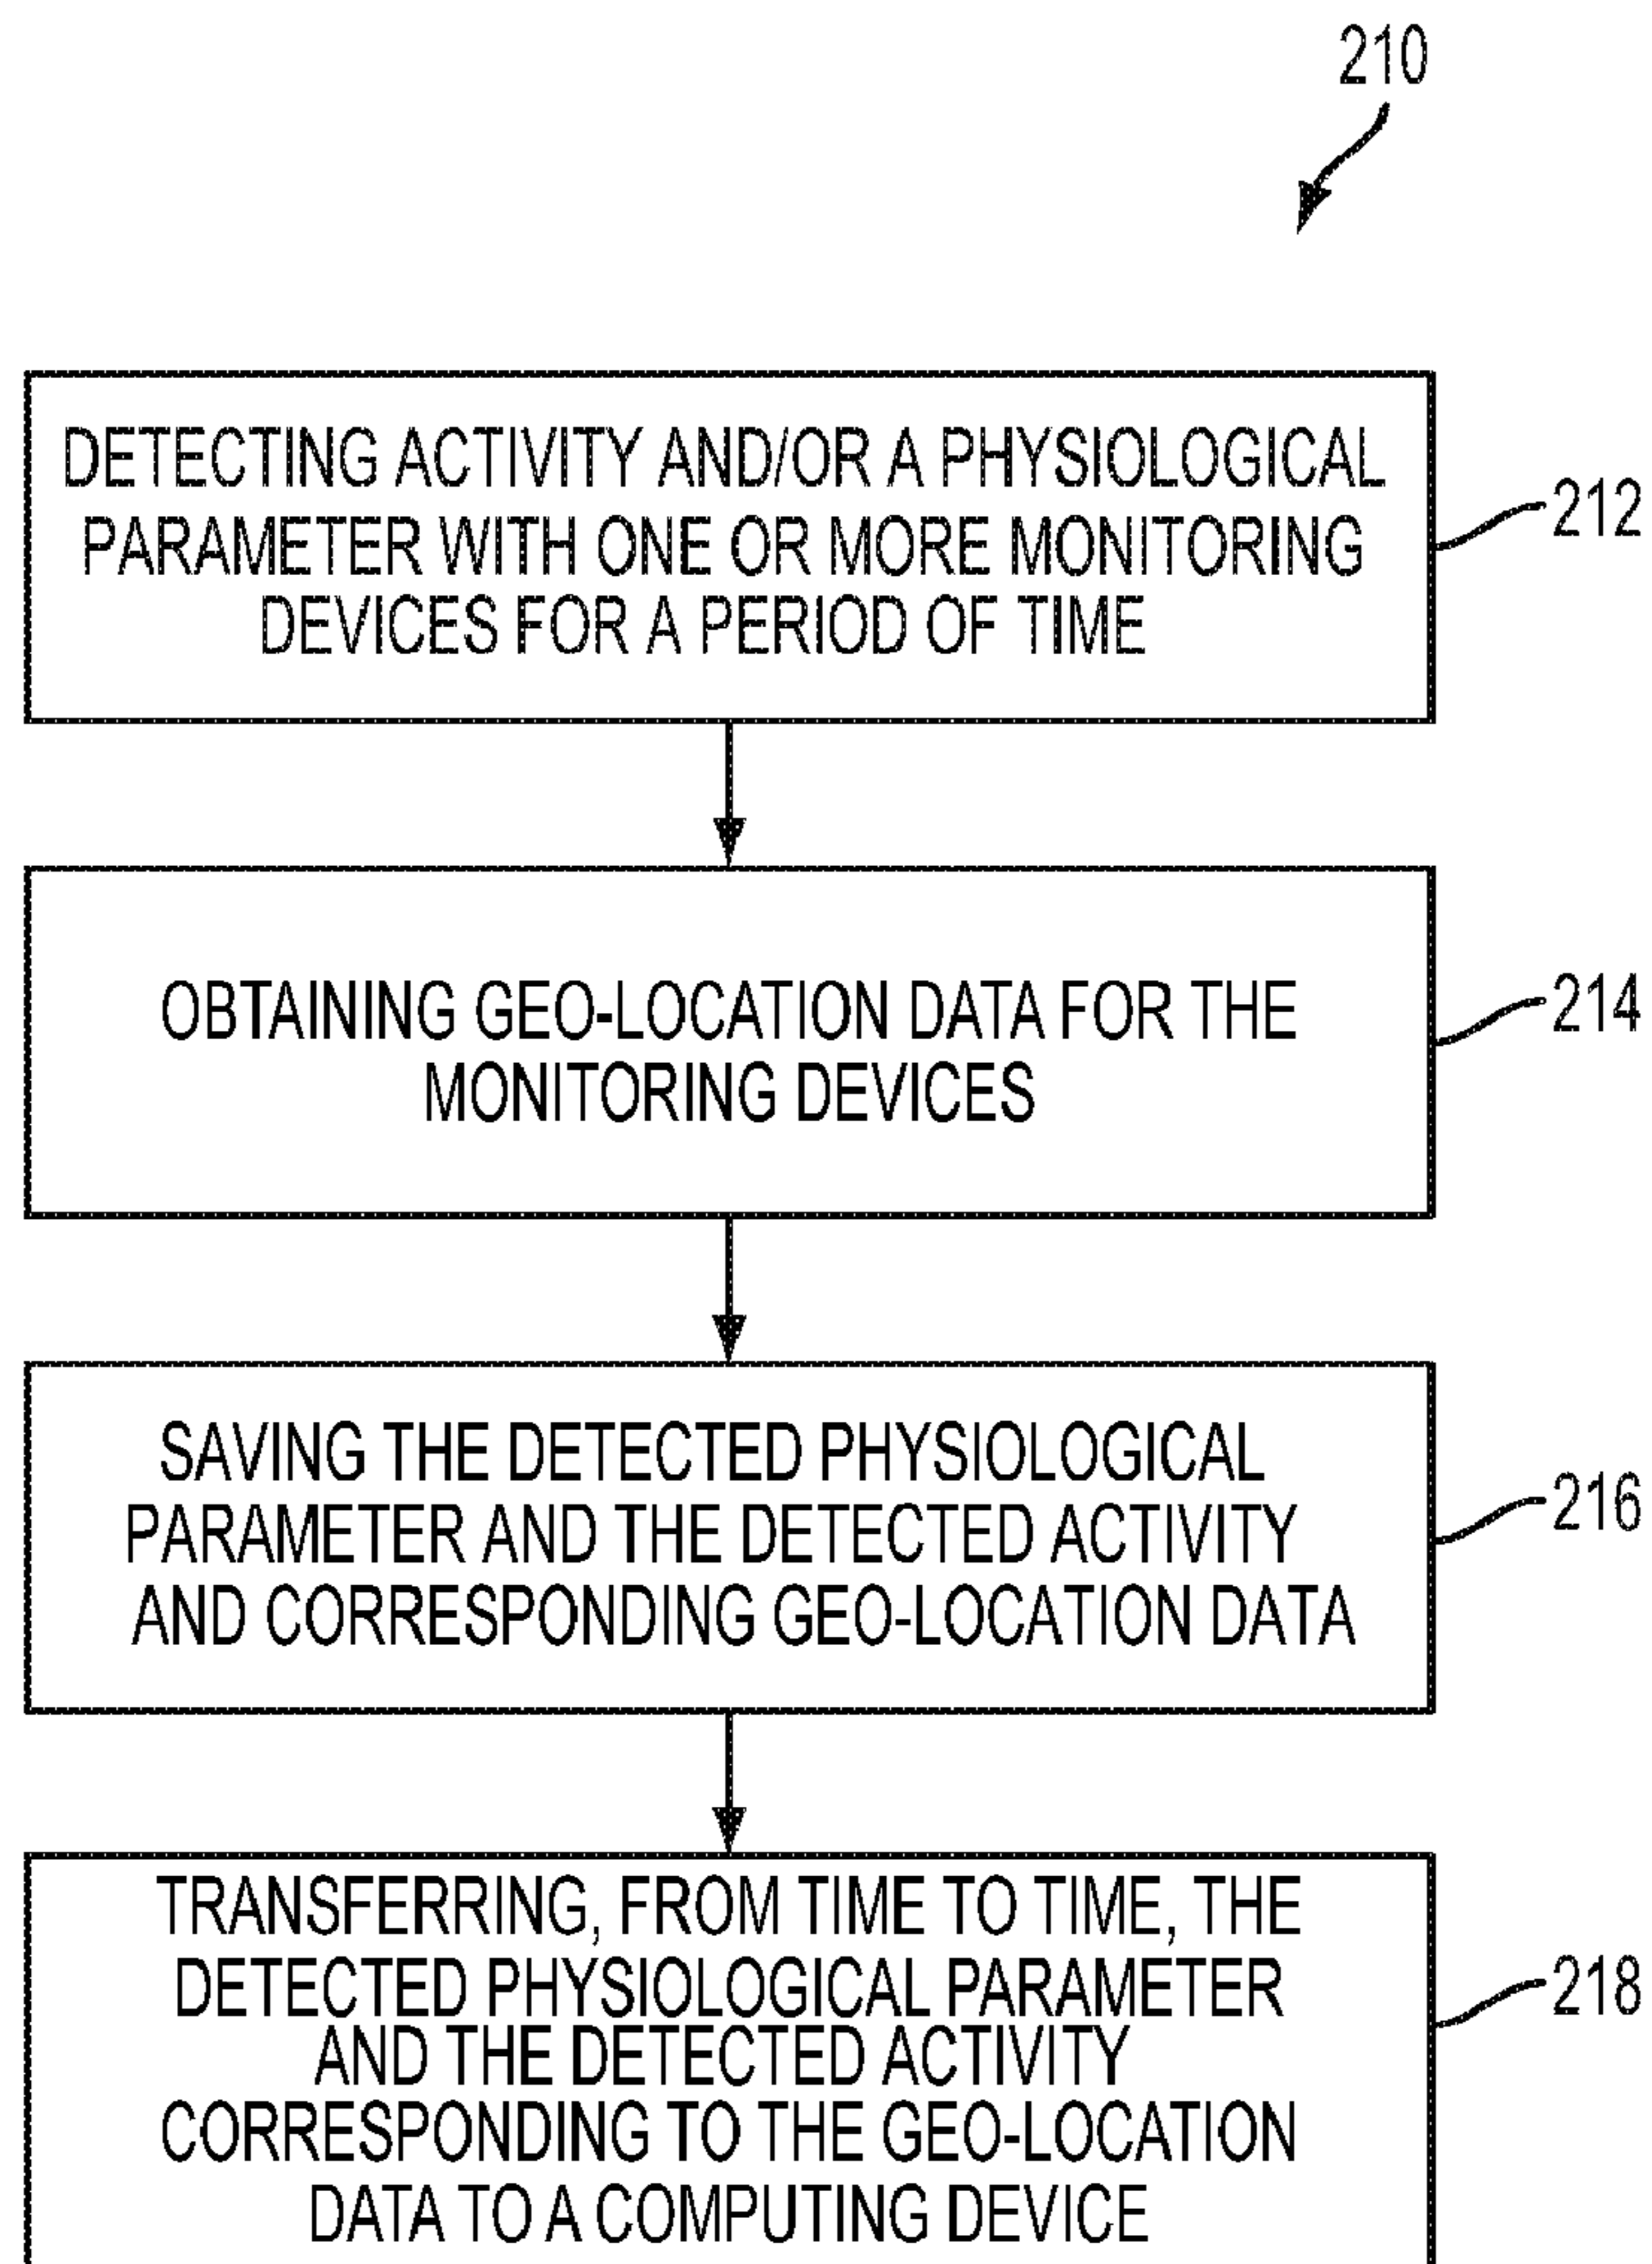 210
DETECTING ACTIVITY AND/OR A PHYSIOLOGICAL
PARAMETER WITH ONE OR MORE MONITORING
DEVICES FOR A PERIOD OF TIME
212
OBTAINING GEO-LOCATION DATA FOR THE
MONITORING DEVICES
214
SAVING THE DETECTED PHYSIOLOGICAL
PARAMETER AND THE DETECTED ACTIVITY
AND CORRESPONDING GEO-LOCATION DATA
216
TRANSFERRING, FROM TIME TO TIME, THE
DETECTED PHYSIOLOGICAL PARAMETER
AND THE DETECTED ACTIVITY
CORRESPONDING TO THE GEO-LOCATION
DATA TO A COMPUTING DEVICE
218